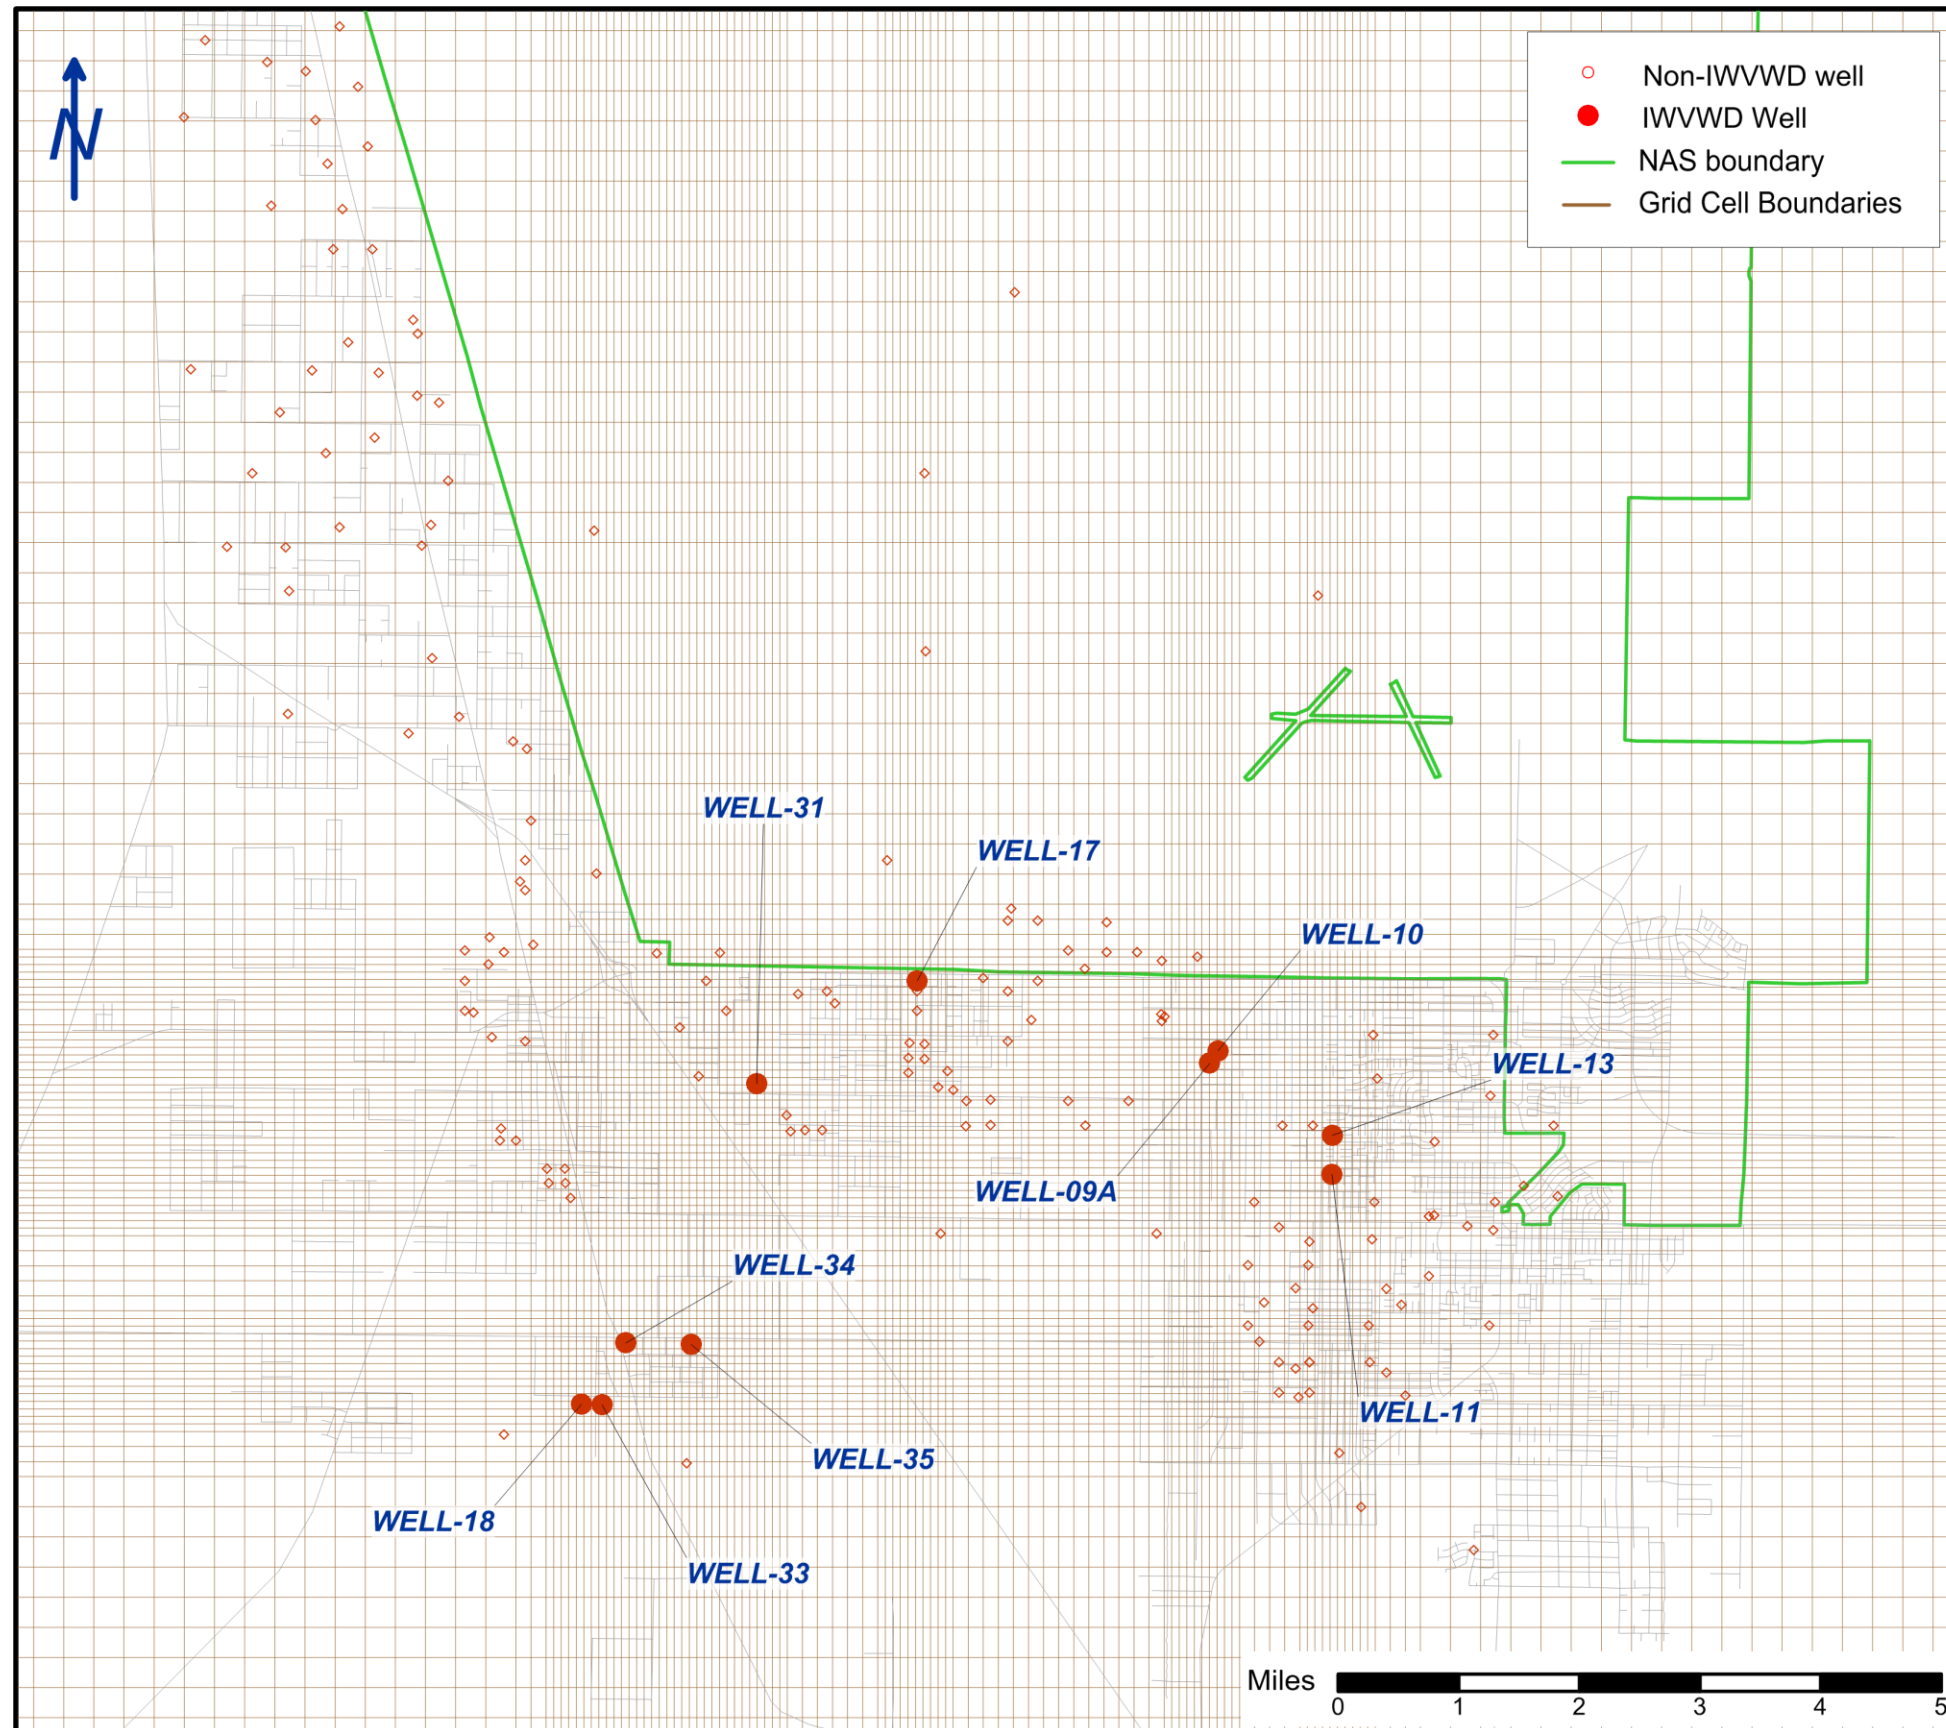 N
Non-IWVWD well
IWVWD Well
NAS boundary
Grid Cell Boundaries
WELL-31
WELL-17
WELL-10
WELL-13
WELL-09A
WELL-34
WELL-11
WELL-35
WELL-18
WELL-33
Miles
0 1 2 3 4 5